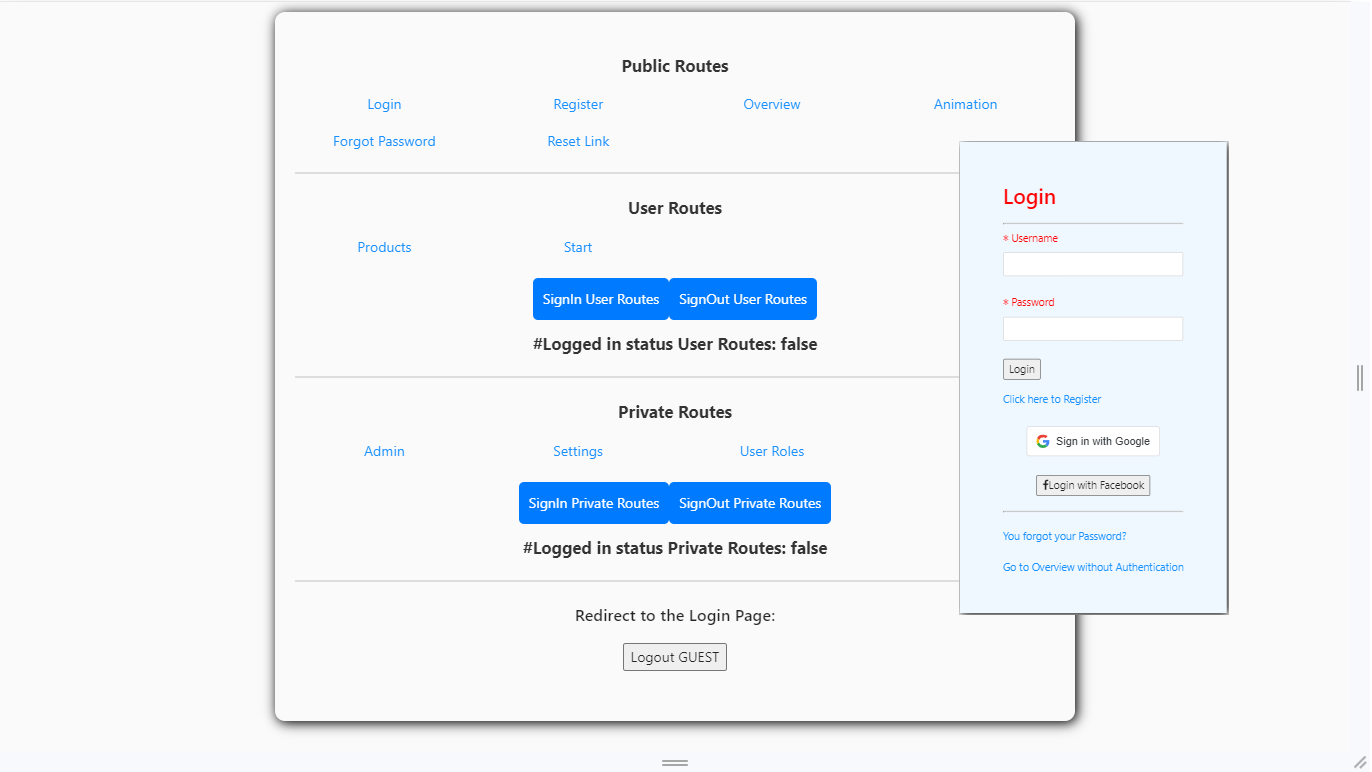 Public Routes
Login Register Overview Animation
Forgot Password Reset Link
User Routes
Products Start
SignIn User Routes SignOut User Routes
#Logged in status User Routes: false
Private Routes
Admin Settings User Roles
SignIn Private Routes SignOut Private Routes
#Logged in status Private Routes: false
Redirect to the Login Page:
Logout GUEST
Login
* Username
* Password
Login
Click here to Register
Sign in with Google
Login with Facebook
You forgot your Password?
Go to Overview without Authentication